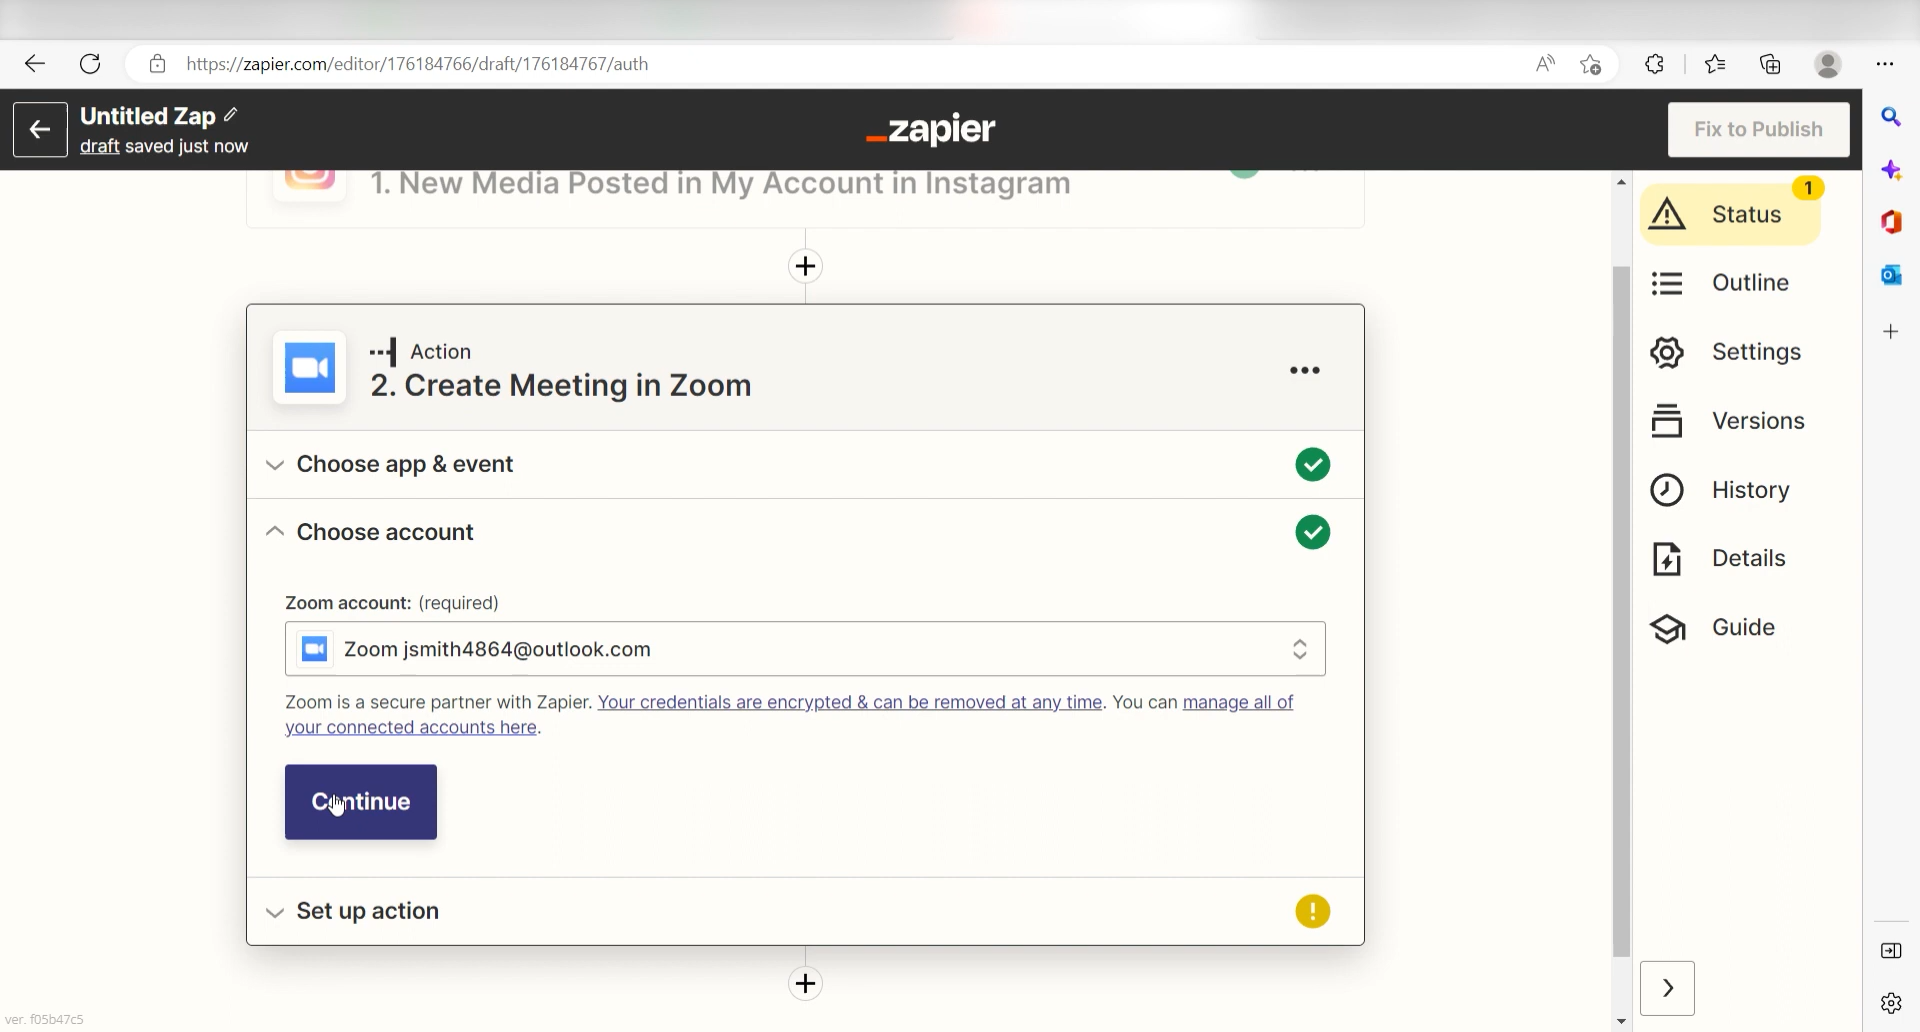 https://zapier.com/editor/176184766/draft/176184767/auth
Untitled Zap
draft saved just now
zapier
Fix to Publish
1. New Media Posted in My Account in Instagram
1
Status
Outline
Settings
Versions
History
Details
Guide
Action
2. Create Meeting in Zoom
Choose app & event
Choose account
Zoom account: (required)
Zoom jsmith4864@outlook.com
Zoom is a secure partner with Zapier. Your credentials are encrypted & can be removed at any time. You can manage all of
your connected accounts here.
Continue
Set up action
ver. f05b47c5